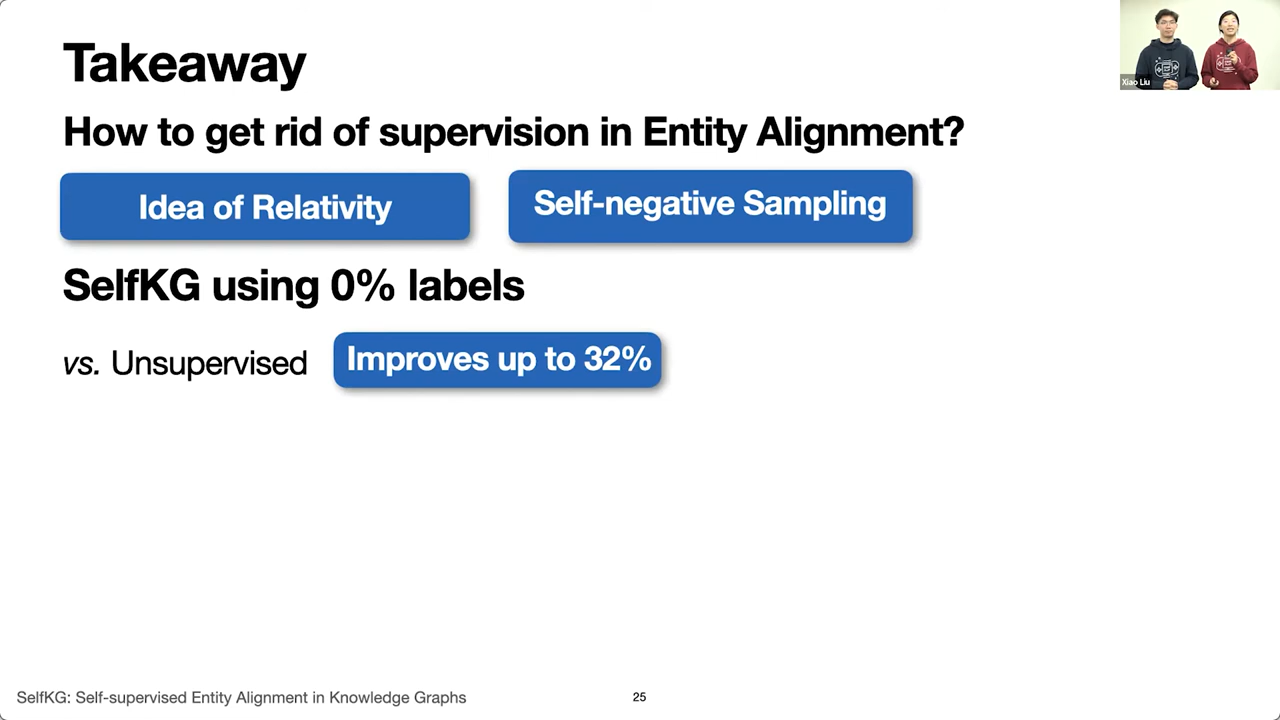 Takeaway
How to get rid of supervision in Entity Alignment?
Idea of Relativity
Self-negative Sampling
SelfKG using 0% labels
vs. Unsupervised
Improves up to 32%
Xiao Liu
SelfKG: Self-supervised Entity Alignment in Knowledge Graphs
25